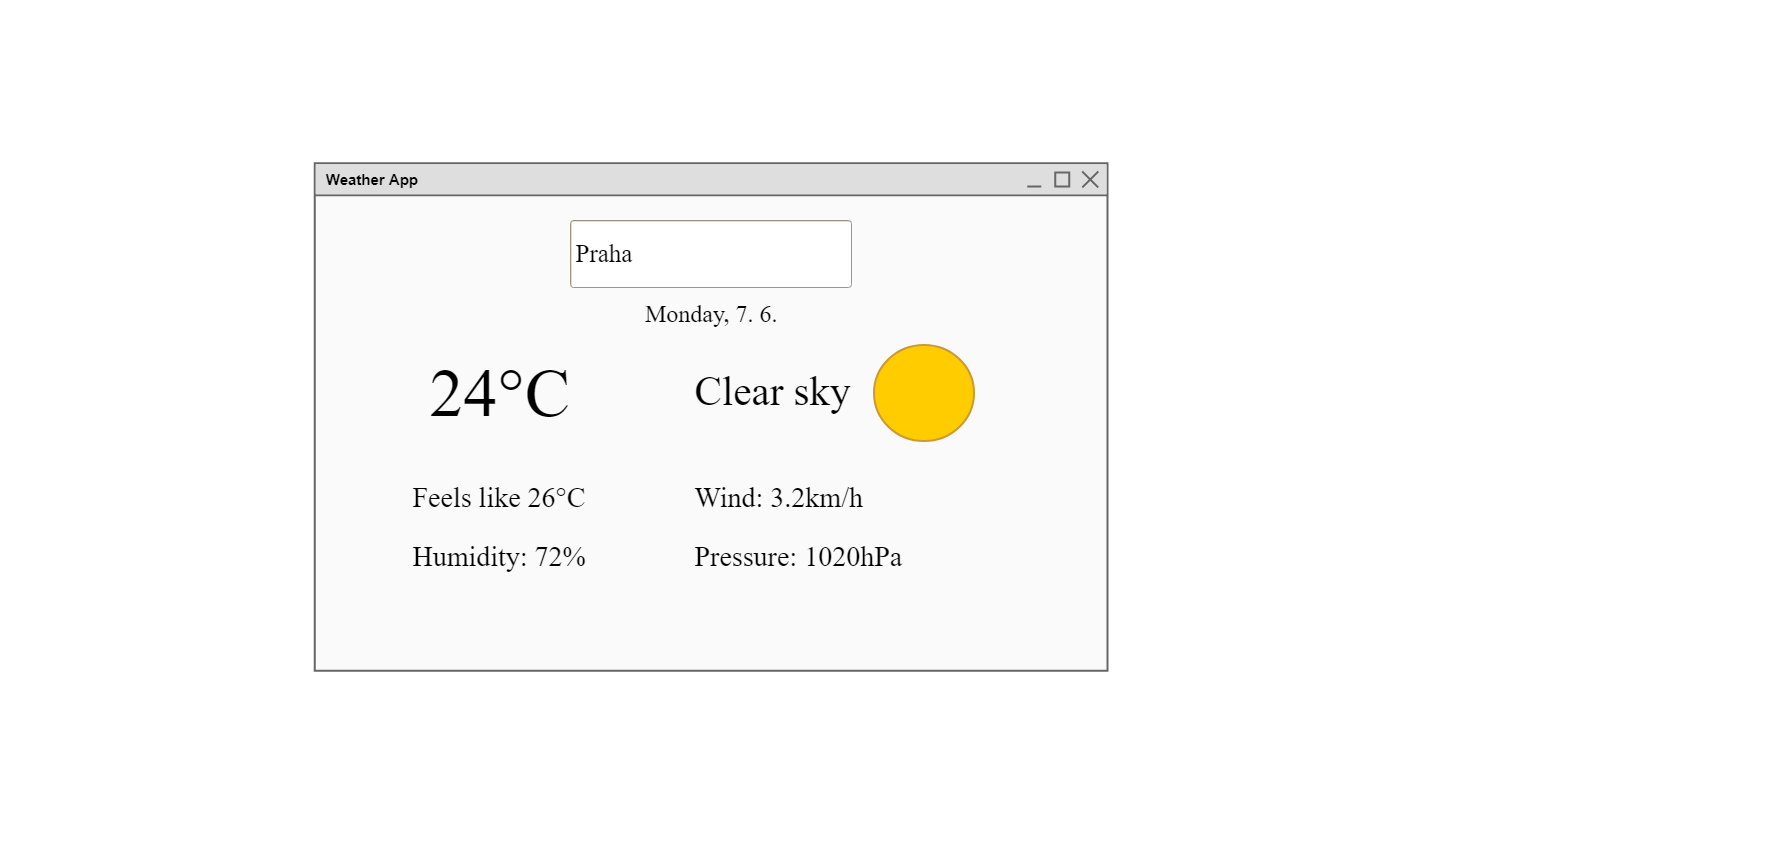 Weather App
Praha
Monday, 7. 6.
24°C
Clear sky
Feels like 26°C
Wind: 3.2km/h
Humidity: 72%
Pressure: 1020hPa